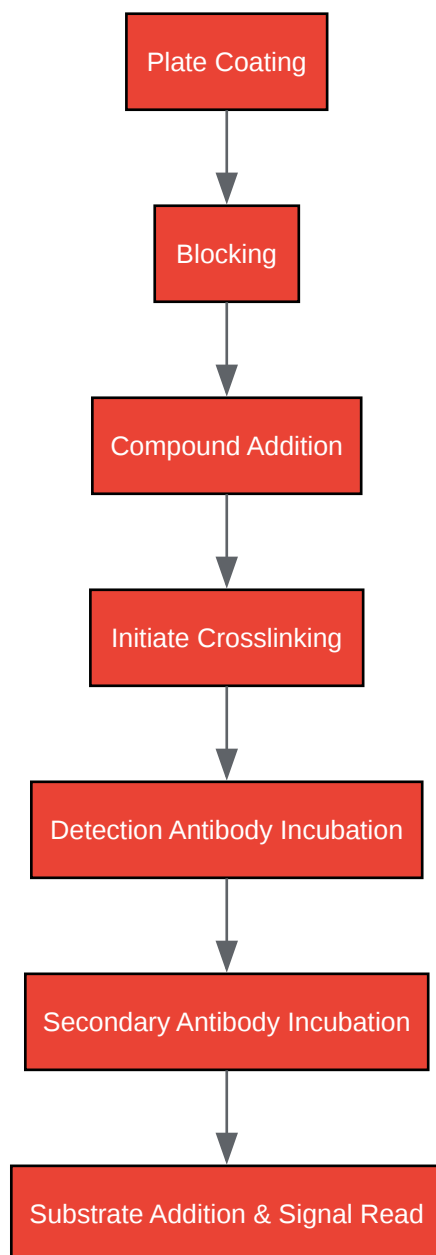 Plate Coating
Blocking
Compound Addition
Initiate Crosslinking
Detection Antibody Incubation
Secondary Antibody Incubation
Substrate Addition & Signal Read